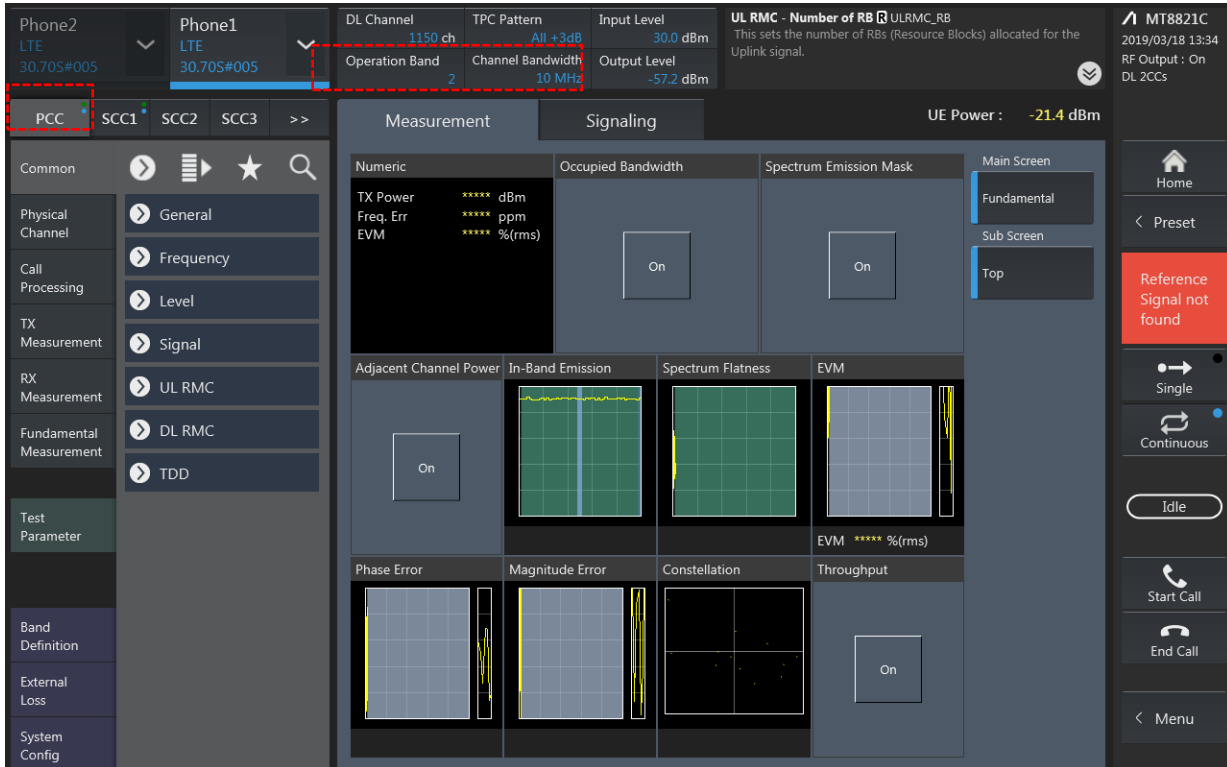 Phone2
LTE
30.70S#005
Phone1
LTE
30.70S#005
DL Channel
1150 ch
TPC Pattern
All +3dB
Input Level
30.0 dBm
Operation Band
2
Channel Bandwidth
10 MHz
Output Level
-57.2 dBm
UL RMC - Number of RB R ULRMC_RB
This sets the number of RBs (Resource Blocks) allocated for the
Uplink signal.
MT8821C
2019/03/18 13:34
RF Output : On
DL 2CCs
PCC SCC1 SCC2 SCC3 >>
Measurement Signaling
UE Power : -21.4 dBm
Common
Physical
Channel
Call
Processing
TX
Measurement
RX
Measurement
Fundamental
Measurement
Test
Parameter
Band
Definition
External
Loss
System
Config
General
Frequency
Level
Signal
UL RMC
DL RMC
TDD
Numeric
TX Power ***** dBm
Freq. Err ***** ppm
EVM ***** %(rms)
Occupied Bandwidth
On
Spectrum Emission Mask
On
Main Screen
Fundamental
Sub Screen
Top
Adjacent Channel Power
On
In-Band Emission
Spectrum Flatness
EVM
EVM ***** %(rms)
Phase Error
Magnitude Error
Constellation
Throughput
On
Home
< Preset
Reference
Signal not
found
Single
Continuous
Idle
Start Call
End Call
< Menu